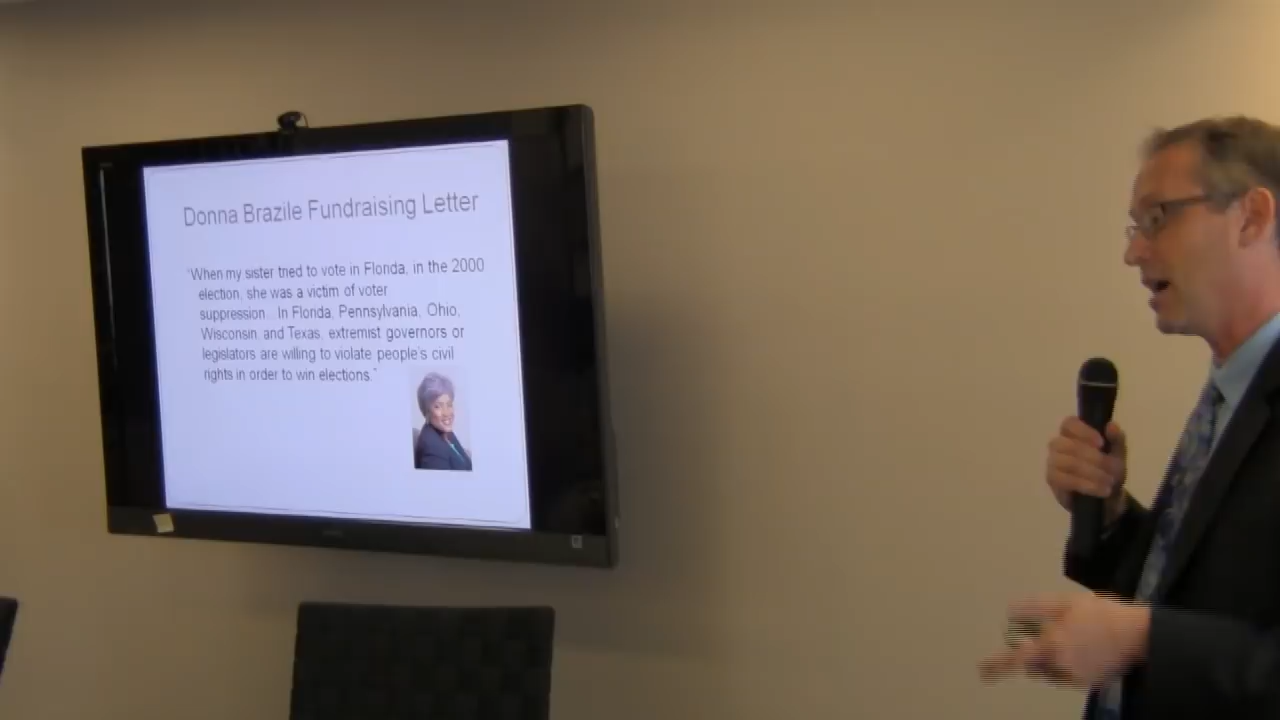 Donna Brazile Fundraising Letter
"When my sister tried to vote in Florida, in the 2000
election, she was a victim of voter
suppression. In Florida, Pennsylvania, Ohio,
Wisconsin and Texas, extremist governors or
legislators are willing to violate people's civil
rights in order to win elections."